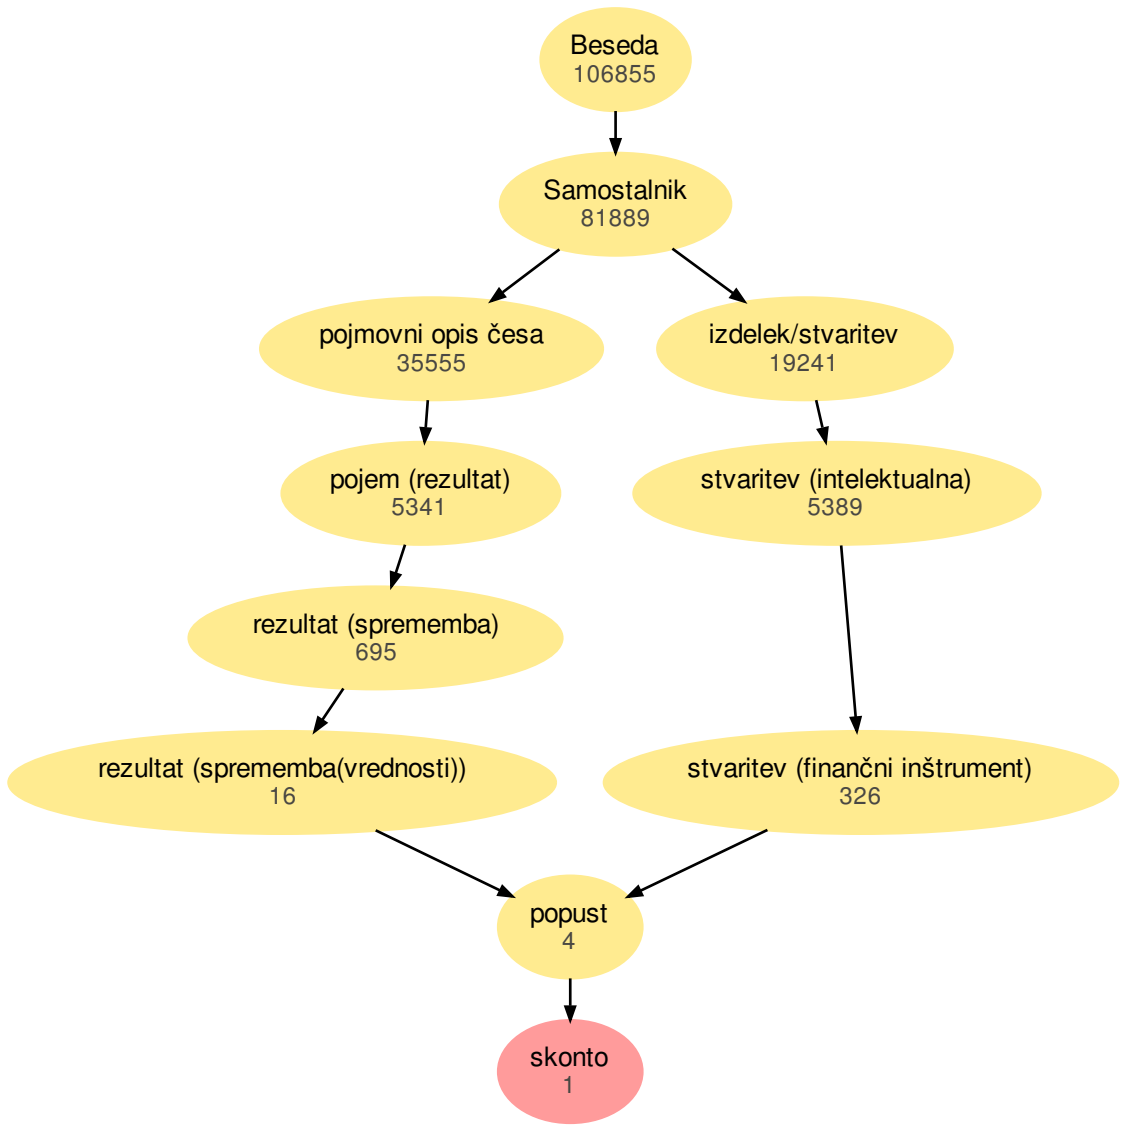 Beseda
106855
Samostalnik
81889
pojmovni opis česa
35555
izdelek/stvaritev
19241
pojem (rezultat)
5341
stvaritev (intelektualna)
5389
rezultat (sprememba)
695
rezultat (sprememba(vrednosti))
16
stvaritev (finančni inštrument)
326
popust
4
skonto
1